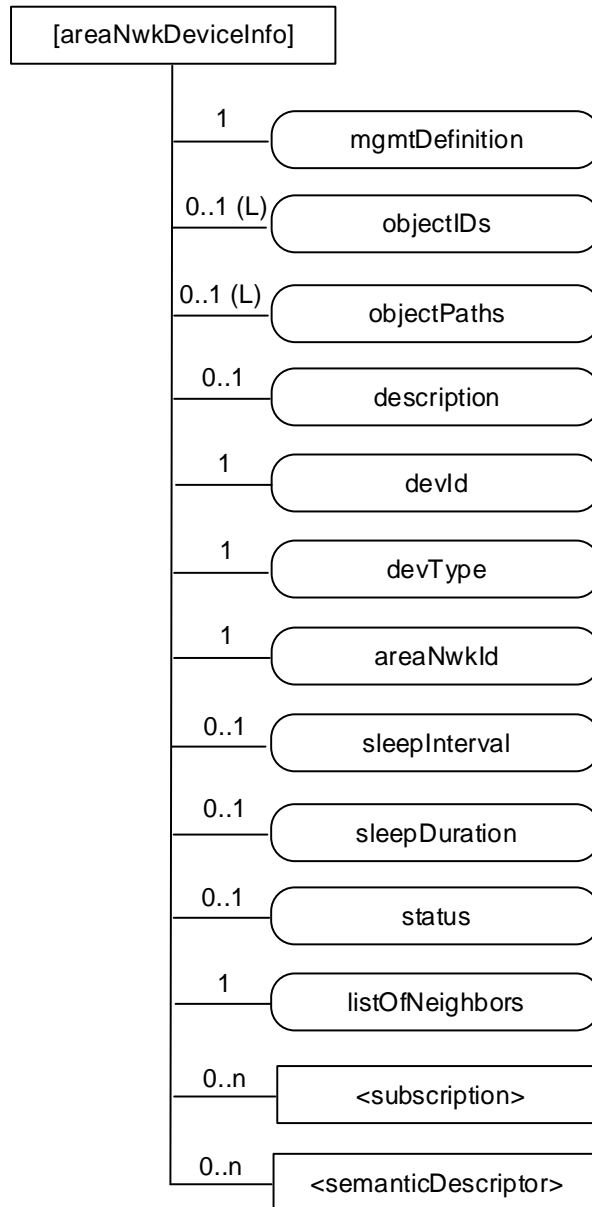 [areaNwkDeviceInfo]
1
mgmtDefinition
0..1 (L)
objectIDs
0..1 (L)
objectPaths
0..1
description
1
devId
1
devType
1
areaNwkId
0..1
sleepInterval
0..1
sleepDuration
0..1
status
1
listOfNeighbors
0..n
<subscription>
0..n
<semanticDescriptor>